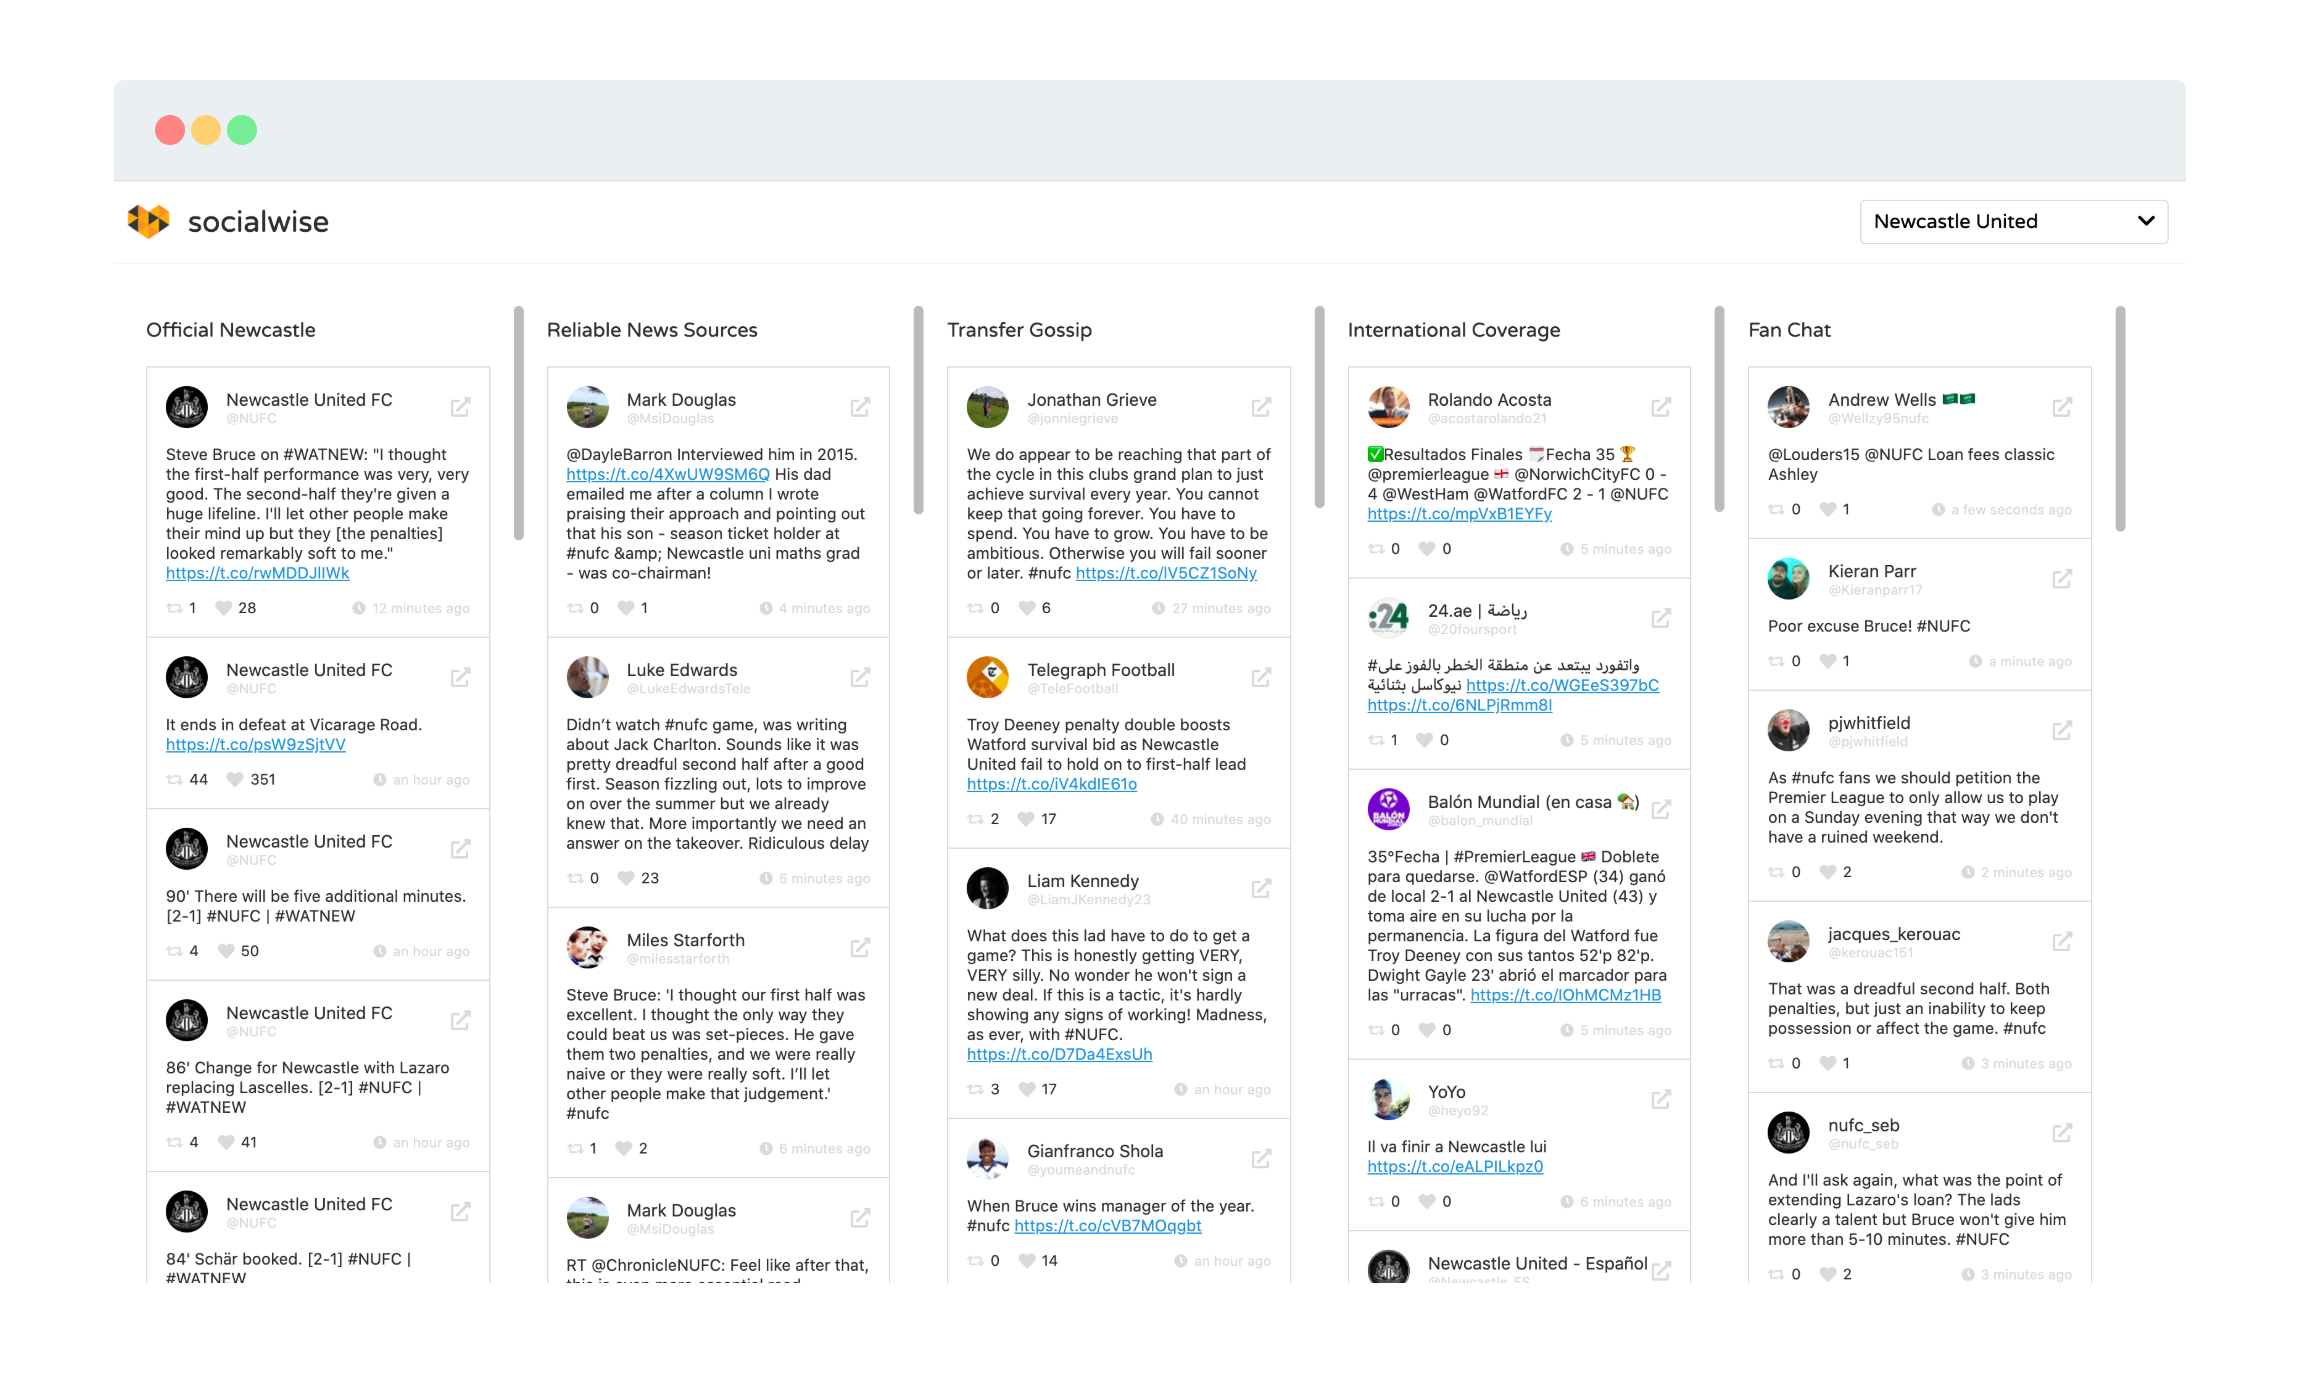 socialwise
Newcastle United
Official Newcastle
Newcastle United FC
@NUFC
Steve Bruce on #WATNEW: "I thought
the first-half performance was very, very
good. The second-half they're given a
huge lifeline. I'll let other people make
their mind up but they [the penalties]
looked remarkably soft to me."
https://t.co/rwMDDJllWk
1 28 12 minutes ago
Newcastle United FC
@NUFC
It ends in defeat at Vicarage Road.
https://t.co/psW9zSjtVV
44 351 an hour ago
Newcastle United FC
@NUFC
90' There will be five additional minutes.
[2-1] #NUFC | #WATNEW
4 50 an hour ago
Newcastle United FC
@NUFC
86' Change for Newcastle with Lazaro
replacing Lascelles. [2-1] #NUFC |
#WATNEW
4 41 an hour ago
Newcastle United FC
@NUFC
84' Schär booked. [2-1] #NUFC |
#WATNEW
Reliable News Sources
Mark Douglas
@MsiDouglas
@DayleBarron Interviewed him in 2015.
https://t.co/4XwUW9SM6Q His dad
emailed me after a column I wrote
praising their approach and pointing out
that his son - season ticket holder at
#nufc &amp; Newcastle uni maths grad
- was co-chairman!
0 1 4 minutes ago
Luke Edwards
@LukeEdwardsTele
Didn't watch #nufc game, was writing
about Jack Charlton. Sounds like it was
pretty dreadful second half after a good
first. Season fizzling out, lots to improve
on over the summer but we already
knew that. More importantly we need an
answer on the takeover. Ridiculous delay
0 23 5 minutes ago
Miles Starforth
@milesstarforth
Steve Bruce: 'I thought our first half was
excellent. I thought the only way they
could beat us was set-pieces. He gave
them two penalties, and we were really
naive or they were really soft. I'll let
other people make that judgement.'
#nufc
1 2 6 minutes ago
Mark Douglas
@MsiDouglas
RT @ChronicleNUFC: Feel like after that,
this is even more essential read
Transfer Gossip
Jonathan Grieve
@jonniegrieve
We do appear to be reaching that part of
the cycle in this clubs grand plan to just
achieve survival every year. You cannot
keep that going forever. You have to
spend. You have to grow. You have to be
ambitious. Otherwise you will fail sooner
or later. #nufc https://t.co/lV5CZ1SoNy
0 6 27 minutes ago
Telegraph Football
@TeleFootball
Troy Deeney penalty double boosts
Watford survival bid as Newcastle
United fail to hold on to first-half lead
https://t.co/iV4kdIE61o
2 17 40 minutes ago
Liam Kennedy
@LiamJKennedy23
What does this lad have to do to get a
game? This is honestly getting VERY,
VERY silly. No wonder he won't sign a
new deal. If this is a tactic, it's hardly
showing any signs of working! Madness,
as ever, with #NUFC.
https://t.co/D7Da4ExsUh
3 17 an hour ago
Gianfranco Shola
@youmeandnufc
When Bruce wins manager of the year.
#nufc https://t.co/cVB7MOqgbt
0 14 an hour ago
International Coverage
Rolando Acosta
@acostarolando21
✅Resultados Finales 🗓️Fecha 35 🏆
@premierleague 🏴󠁧󠁢󠁥󠁮󠁧󠁿 @NorwichCityFC 0 -
4 @WestHam @WatfordFC 2 - 1 @NUFC
https://t.co/mpVxB1EYFy
0 0 5 minutes ago
24.ae | رياضة
@20foursport
#واتفورد يبتعد عن منطقة الخطر بالفوز على
نيوكاسل بثنائية https://t.co/WGEeS397bC
https://t.co/6NLPjRmm8l
1 0 5 minutes ago
Balón Mundial (en casa 🏡)
@balon_mundial
35°Fecha | #PremierLeague 🇬🇧 Doblete
para quedarse. @WatfordESP (34) ganó
de local 2-1 al Newcastle United (43) y
toma aire en su lucha por la
permanencia. La figura del Watford fue
Troy Deeney con sus tantos 52'p 82'p.
Dwight Gayle 23' abrió el marcador para
las "urracas". https://t.co/lOhMCMz1HB
0 0 5 minutes ago
YoYo
@heyo92
Il va finir a Newcastle lui
https://t.co/eALPILkpz0
0 0 6 minutes ago
Newcastle United - Español
@Newcastle_ES
Fan Chat
Andrew Wells 🇸🇦🇸🇦
@Wellzy95nufc
@Louders15 @NUFC Loan fees classic
Ashley
0 1 a few seconds ago
Kieran Parr
@Kieranparr17
Poor excuse Bruce! #NUFC
0 1 a minute ago
pjwhitfield
@pjwhitfield
As #nufc fans we should petition the
Premier League to only allow us to play
on a Sunday evening that way we don't
have a ruined weekend.
0 2 2 minutes ago
jacques_kerouac
@kerouac151
That was a dreadful second half. Both
penalties, but just an inability to keep
possession or affect the game. #nufc
0 1 3 minutes ago
nufc_seb
@nufc_seb
And I'll ask again, what was the point of
extending Lazaro's loan? The lads
clearly a talent but Bruce won't give him
more than 5-10 minutes. #NUFC
0 2 3 minutes ago